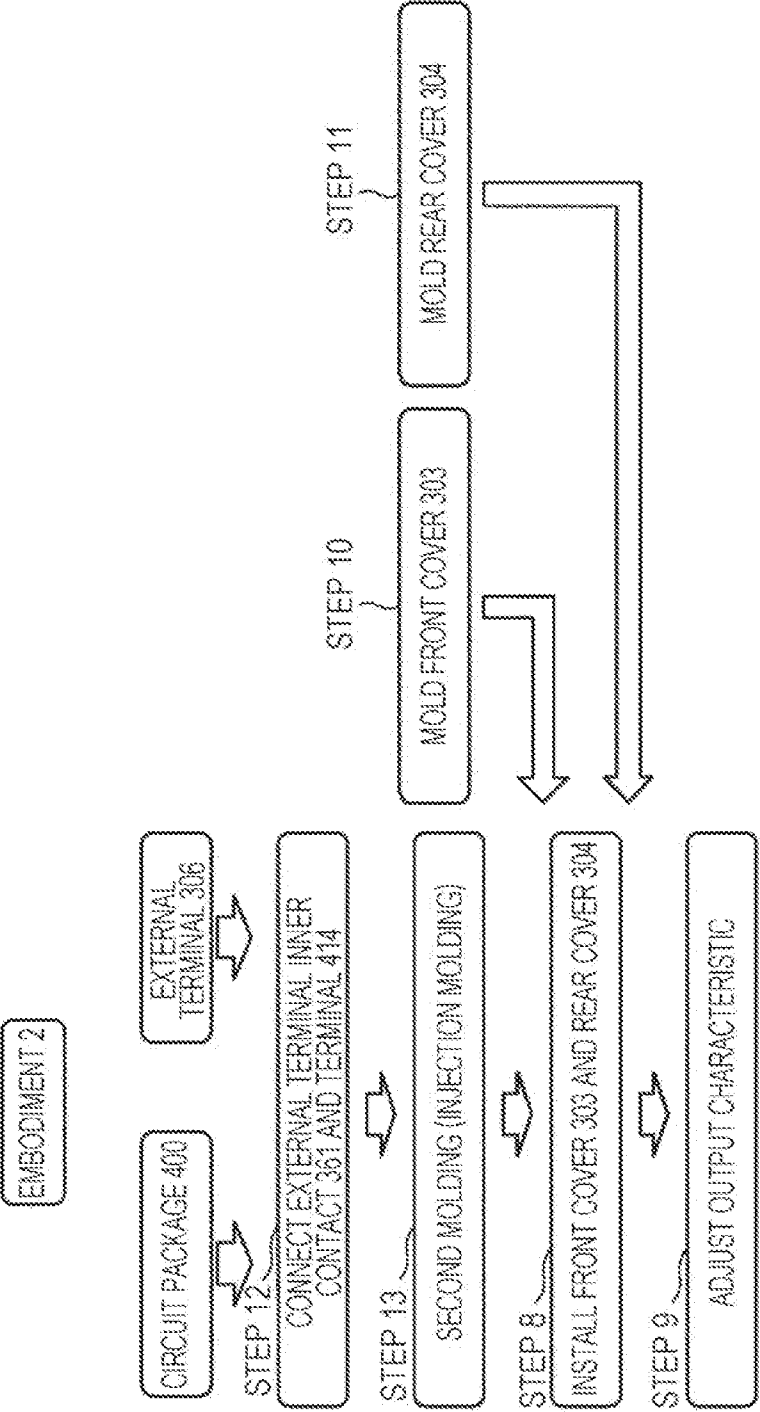 EMBODIMENT 2
CIRCUIT PACKAGE 400
EXTERNAL
TERMINAL 306
STEP 12
CONNECT EXTERNAL TERMINAL INNER
CONTACT 361 AND TERMINAL 414
STEP 13
SECOND MOLDING (INJECTION MOLDING)
STEP 10
MOLD FRONT COVER 303
STEP 11
MOLD REAR COVER 304
STEP 8
INSTALL FRONT COVER 303 AND REAR COVER 304
STEP 9
ADJUST OUTPUT CHARACTERISTIC